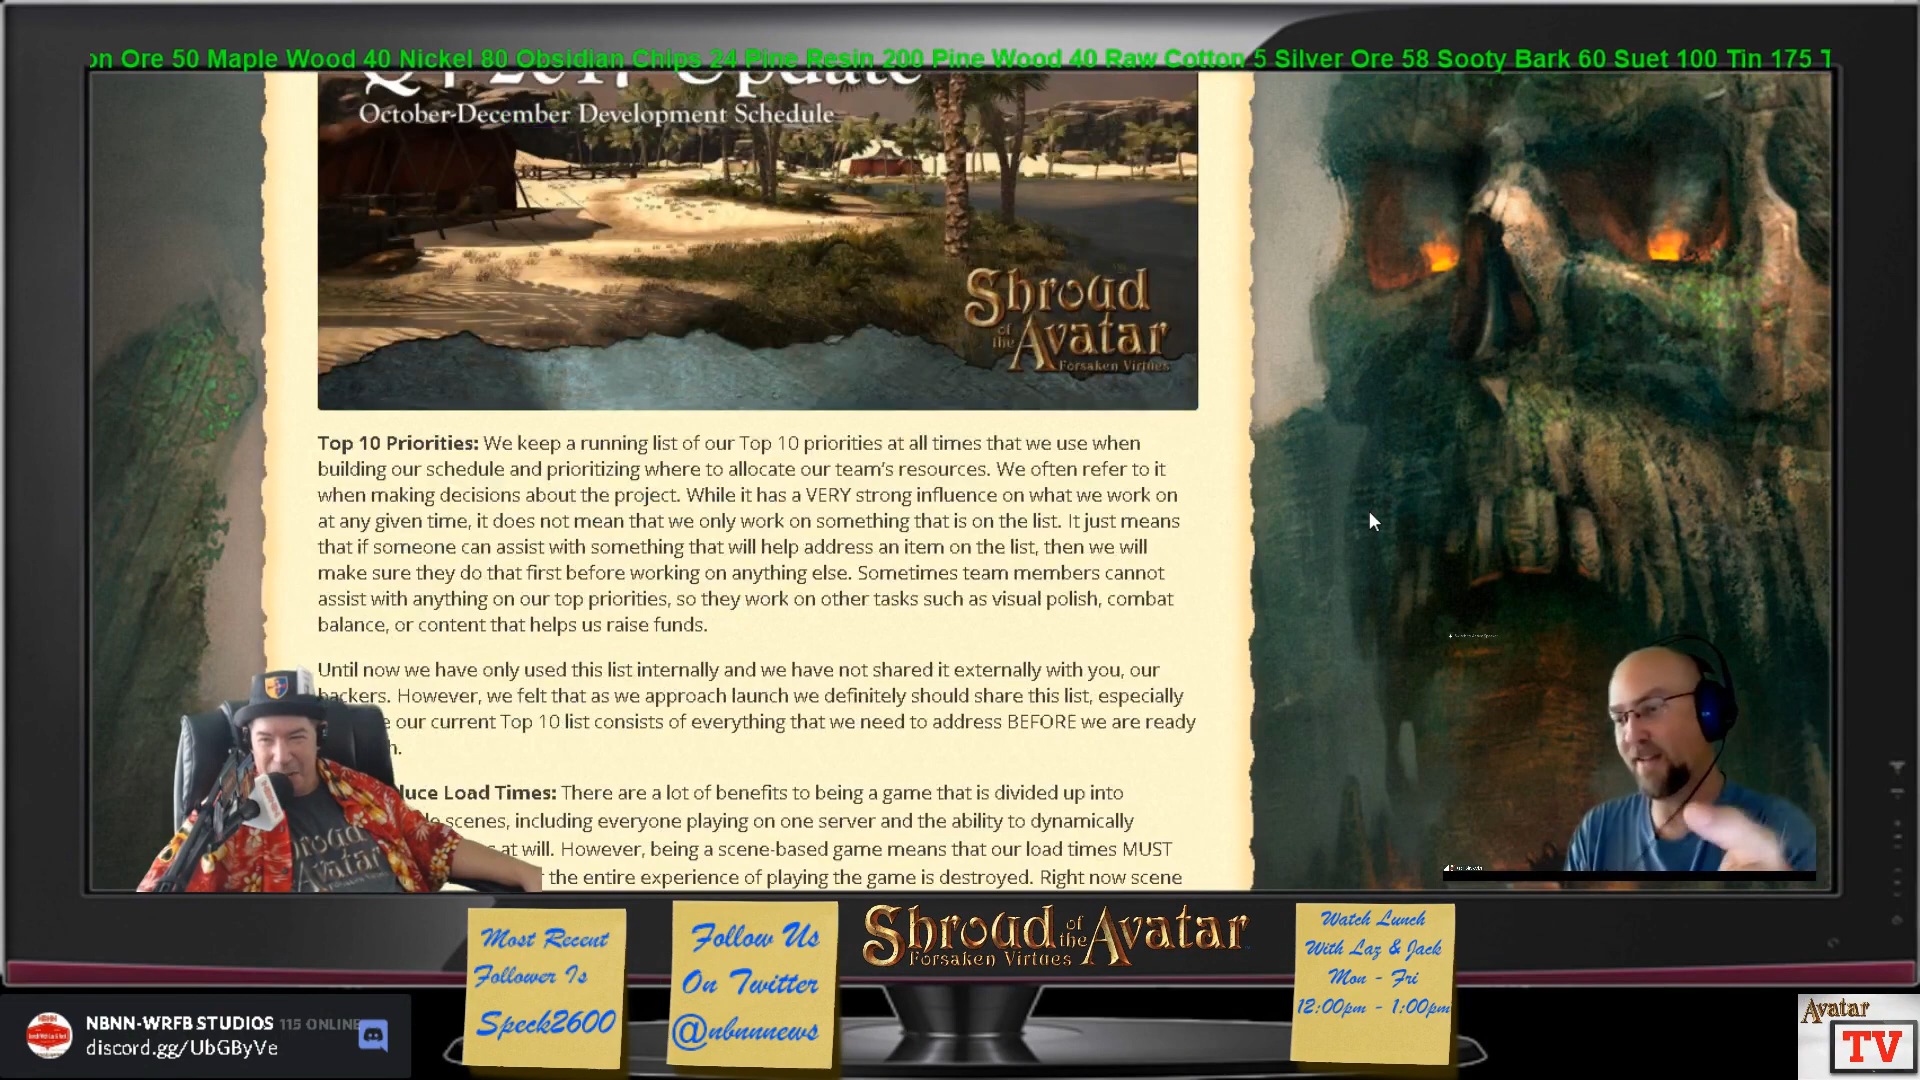 on Ore 50 Maple Wood 40 Nickel 80 Obsidian Chips 24 Pine Resin 200 Pine Wood 40 Raw Cotton 5 Silver Ore 58 Sooty Bark 60 Suet 100 Tin 175 T
Q4 2017 Update
October-December Development Schedule
Shroud
of the
Avatar
Forsaken Virtues
Top 10 Priorities: We keep a running list of our Top 10 priorities at all times that we use when
building our schedule and prioritizing where to allocate our team's resources. We often refer to it
when making decisions about the project. While it has a VERY strong influence on what we work on
at any given time, it does not mean that we only work on something that is on the list. It just means
that if someone can assist with something that will help address an item on the list, then we will
make sure they do that first before working on anything else. Sometimes team members cannot
assist with anything on our top priorities, so they work on other tasks such as visual polish, combat
balance, or content that helps us raise funds.
Until now we have only used this list internally and we have not shared it externally with you, our
backers. However, we felt that as we approach launch we definitely should share this list, especially
e our current Top 10 list consists of everything that we need to address BEFORE we are ready
h.
duce Load Times: There are a lot of benefits to being a game that is divided up into
scenes, including everyone playing on one server and the ability to dynamically
at will. However, being a scene-based game means that our load times MUST
the entire experience of playing the game is destroyed. Right now scene
Shroud
Avatar
Most Recent
Follower Is
Speck2600
Follow Us
On Twitter
@nbnnnews
Shroud of the Avatar
Forsaken Virtues
Watch Lunch
With Laz & Jack
Mon - Fri
12:00pm - 1:00pm
NBNN-WRFB STUDIOS 115 ONLINE
discord.gg/UbGByVe
Avatar
TV